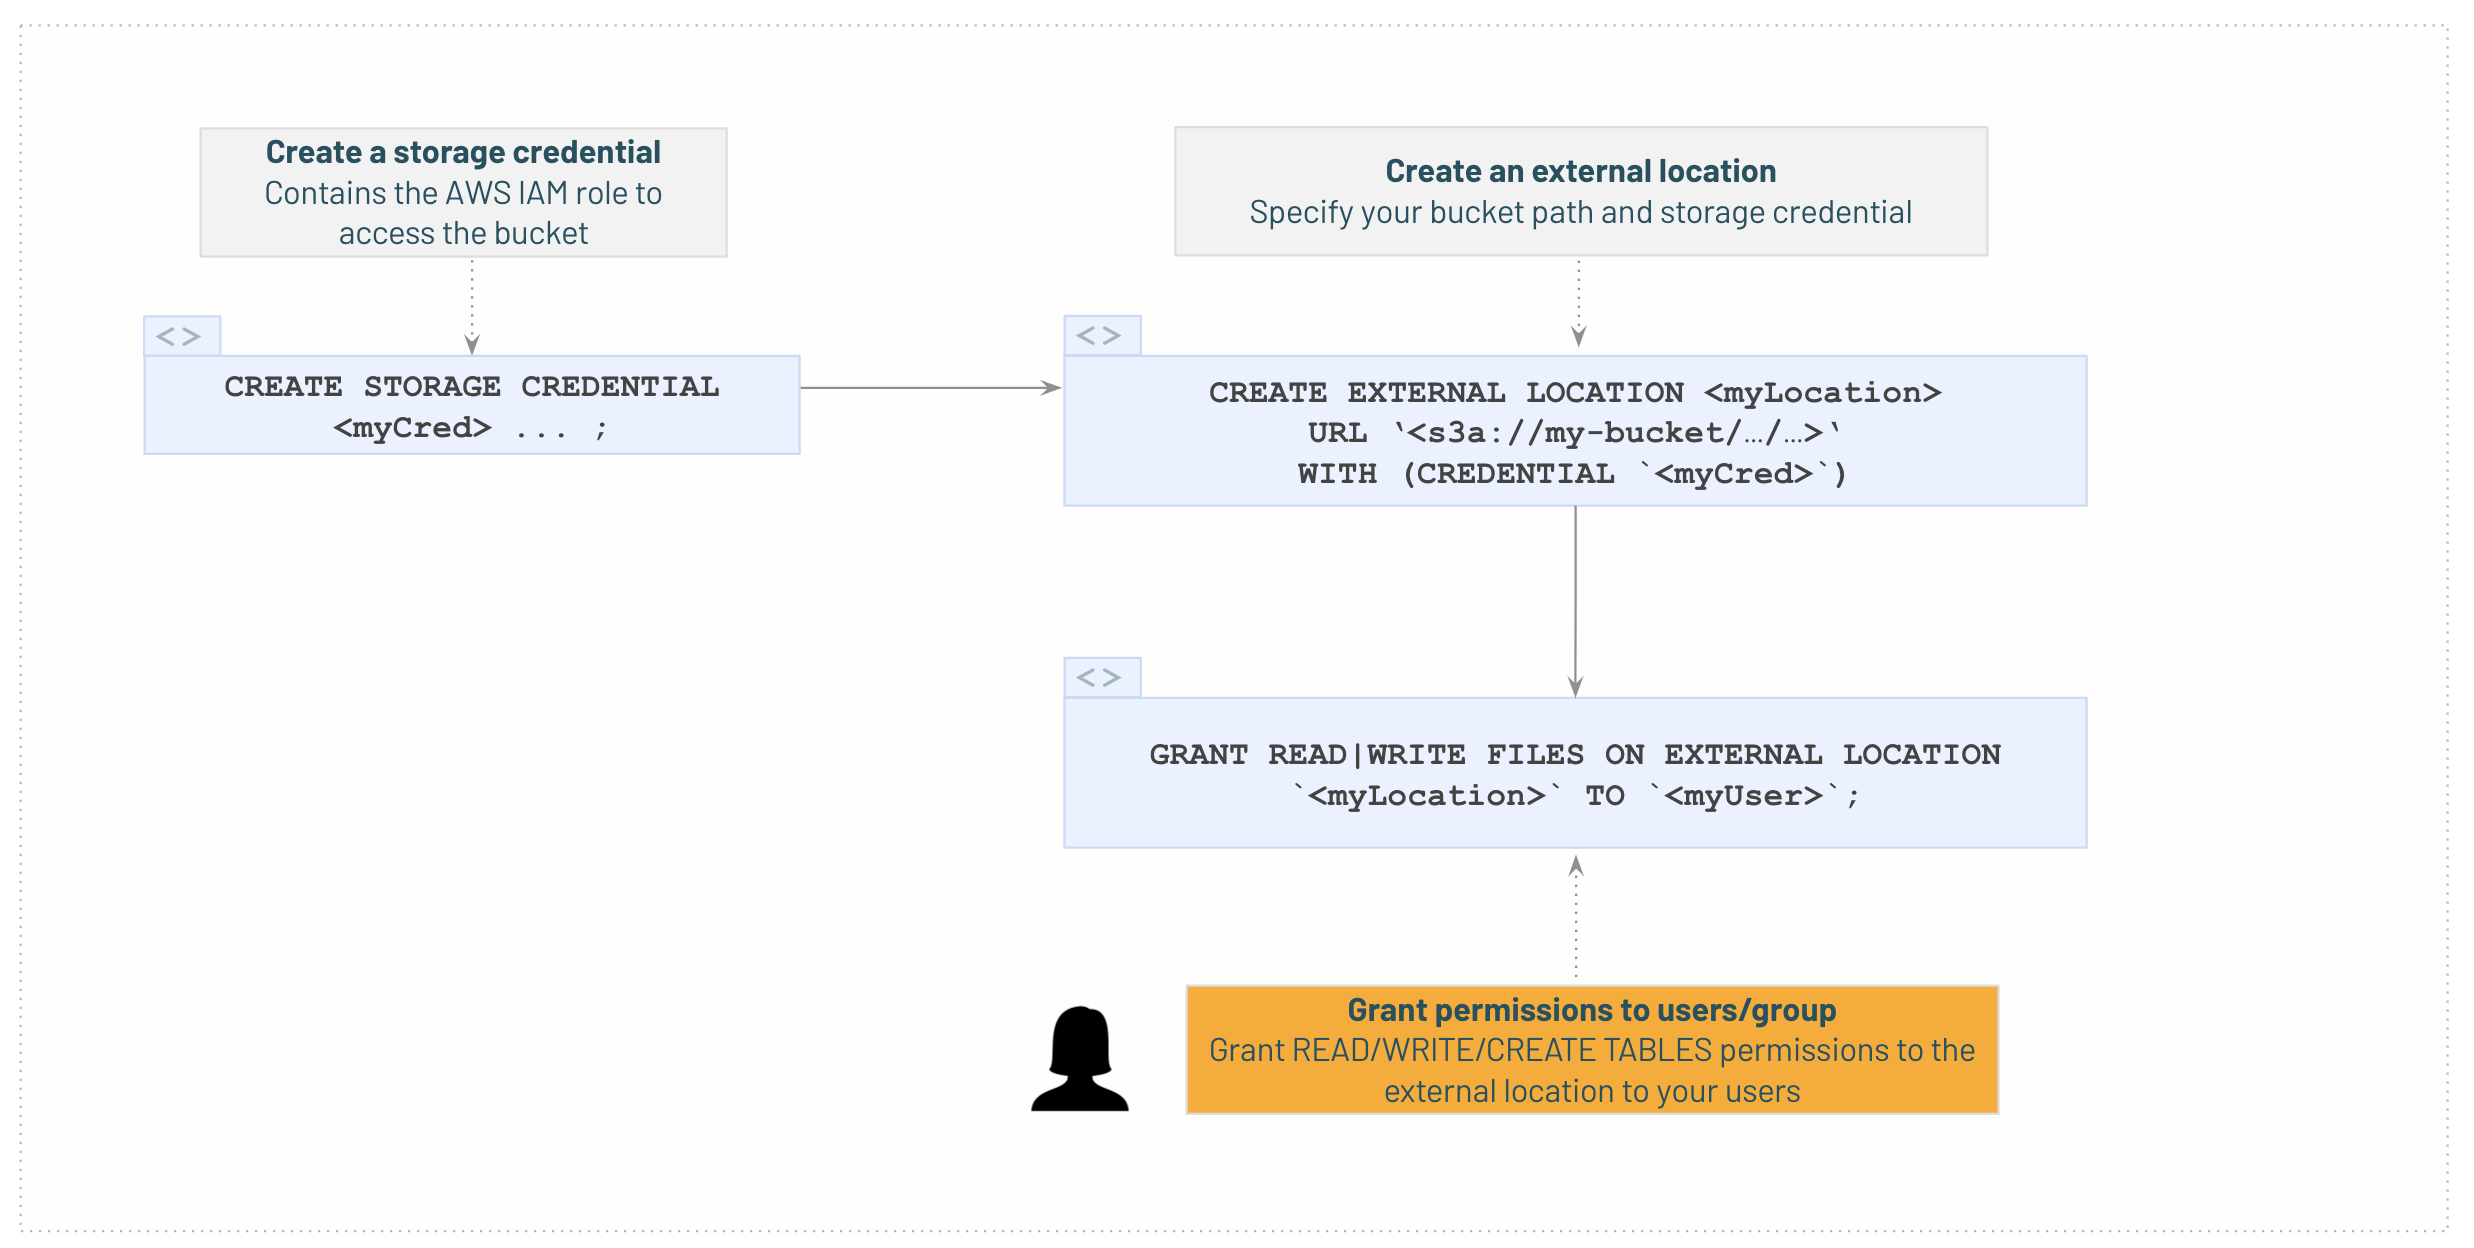 Create a storage credential
Contains the AWS IAM role to
access the bucket
Create an external location
Specify your bucket path and storage credential
<>
CREATE STORAGE CREDENTIAL
<myCred> ... ;
<>
CREATE EXTERNAL LOCATION <myLocation>
URL ‘<s3a://my-bucket/…/…>‘
WITH (CREDENTIAL `<myCred>`)
<>
GRANT READ|WRITE FILES ON EXTERNAL LOCATION
`<myLocation>` TO `<myUser>`;
Grant permissions to users/group
Grant READ/WRITE/CREATE TABLES permissions to the
external location to your users